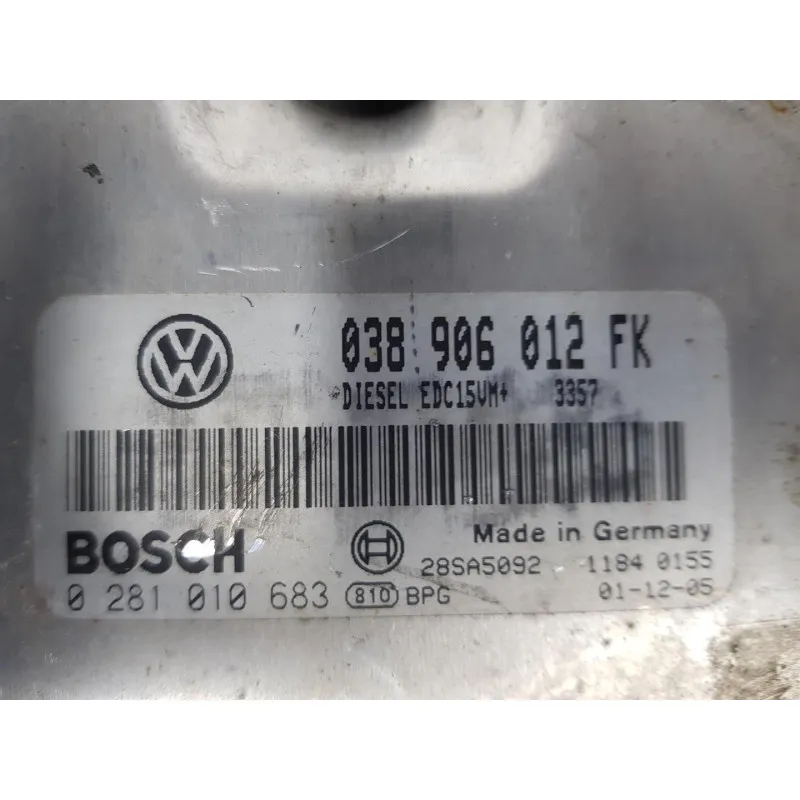 038 906 012 FK
DIESEL EDC15VM+ 3357
BOSCH
Made in Germany
28SA5092 1184 0155
0 281 010 683 810 BPG 01-12-05